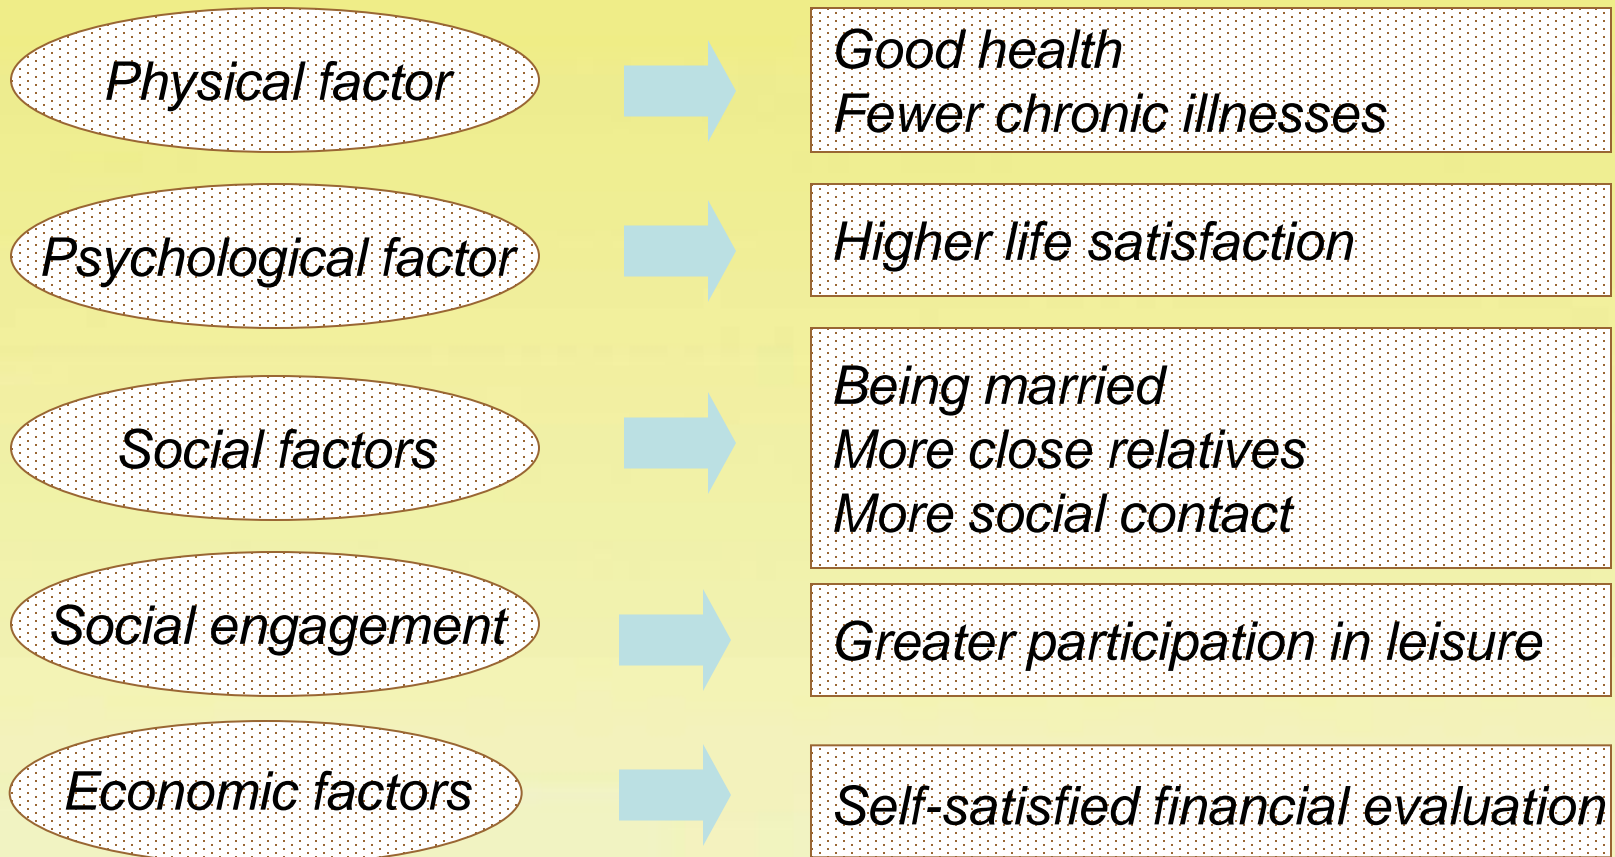 Physical factor
Good health
Fewer chronic illnesses
Psychological factor
Higher life satisfaction
Social factors
Being married
More close relatives
More social contact
Social engagement
Greater participation in leisure
Economic factors
Self-satisfied financial evaluation